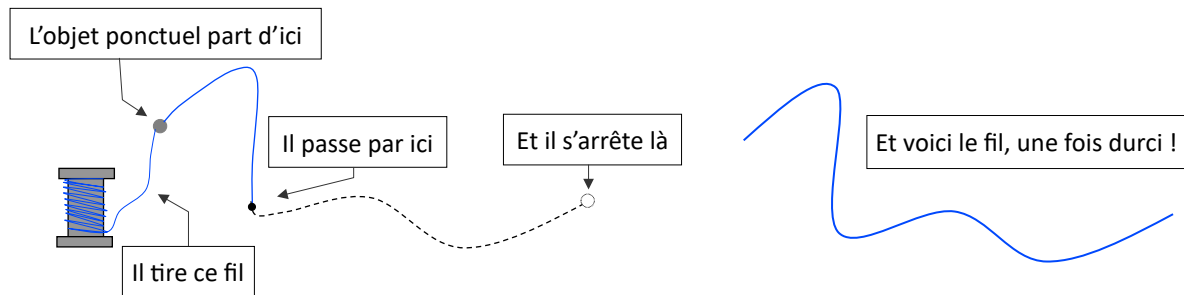 L’objet ponctuel part d’ici
Il passe par ici
Et il s’arrête là
Et voici le fil, une fois durci !
Il tire ce fil